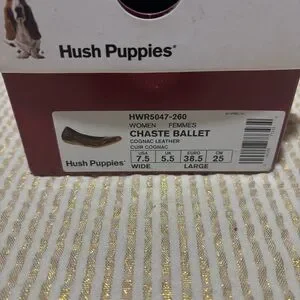 Hush Puppies®
HWR5047-260
WOMEN FEMMES
CHASTE BALLET
COGNAC LEATHER
CUIR COGNAC
Hush Puppies®
US UK EURO CM
7.5 5.5 38.5 25
WIDE LARGE